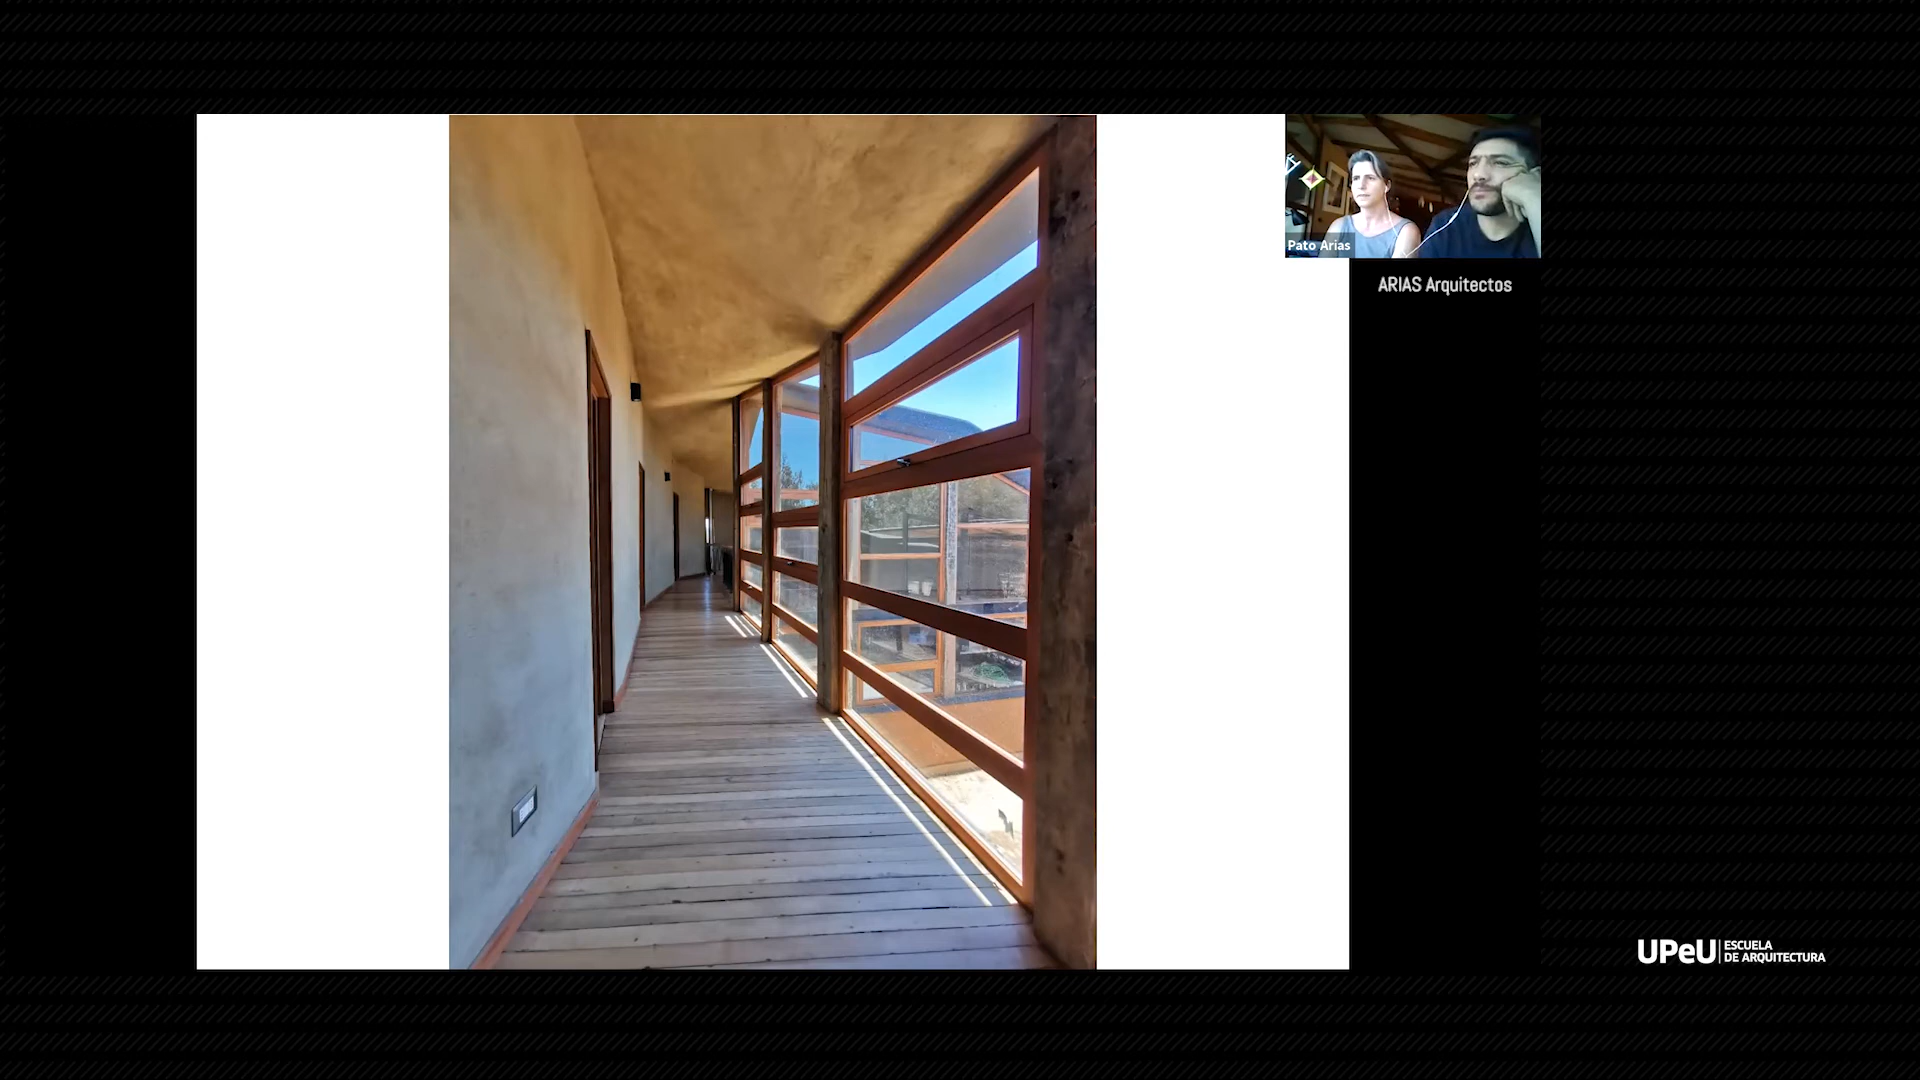 Pato Arias
ARIAS Arquitectos
UPeU
ESCUELA
DE ARQUITECTURA